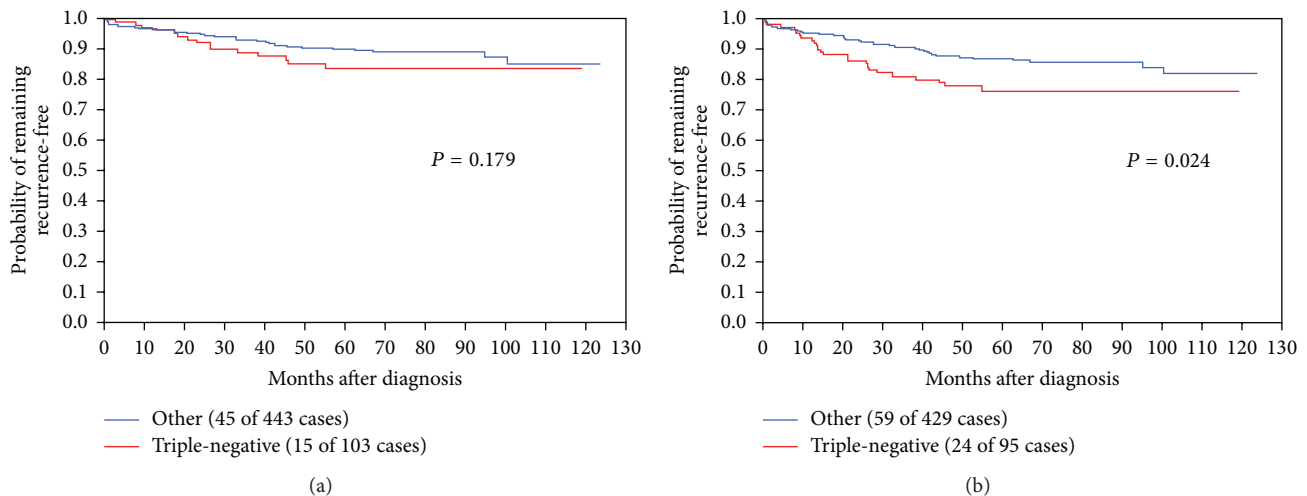 1.0
0.9
0.8
0.7
0.6
0.5
0.4
0.3
0.2
0.1
0.0
Probability of remaining
recurrence-free
P = 0.179
0 10 20 30 40 50 60 70 80 90 100 110 120 130
Months after diagnosis
Other (45 of 443 cases)
Triple-negative (15 of 103 cases)
(a)
1.0
0.9
0.8
0.7
0.6
0.5
0.4
0.3
0.2
0.1
0.0
Probability of remaining
recurrence-free
P = 0.024
0 10 20 30 40 50 60 70 80 90 100 110 120 130
Months after diagnosis
Other (59 of 429 cases)
Triple-negative (24 of 95 cases)
(b)